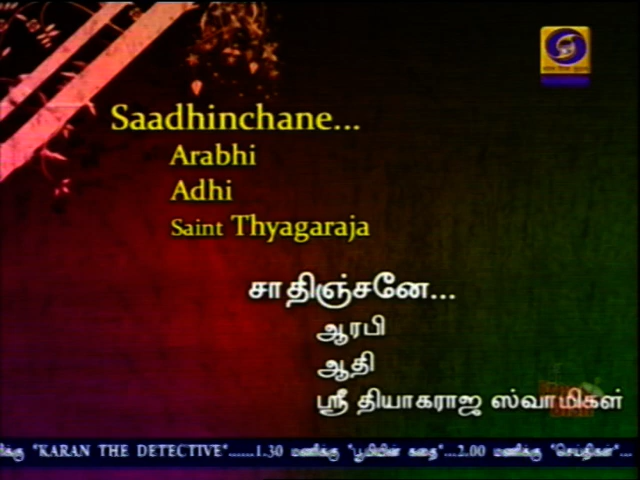 Saadhinchane...
Arabhi
Adhi
Saint Thyagaraja
சாதிஞ்சனே...
ஆரபி
ஆதி
ஸ்ரீ தியாகராஜ ஸ்வாமிகள்
ணிக்கு "KARAN THE DETECTIVE"......1.30 மணிக்கு "பூமியின் கதை"...2.00 மணிக்கு "செய்திகள்"...